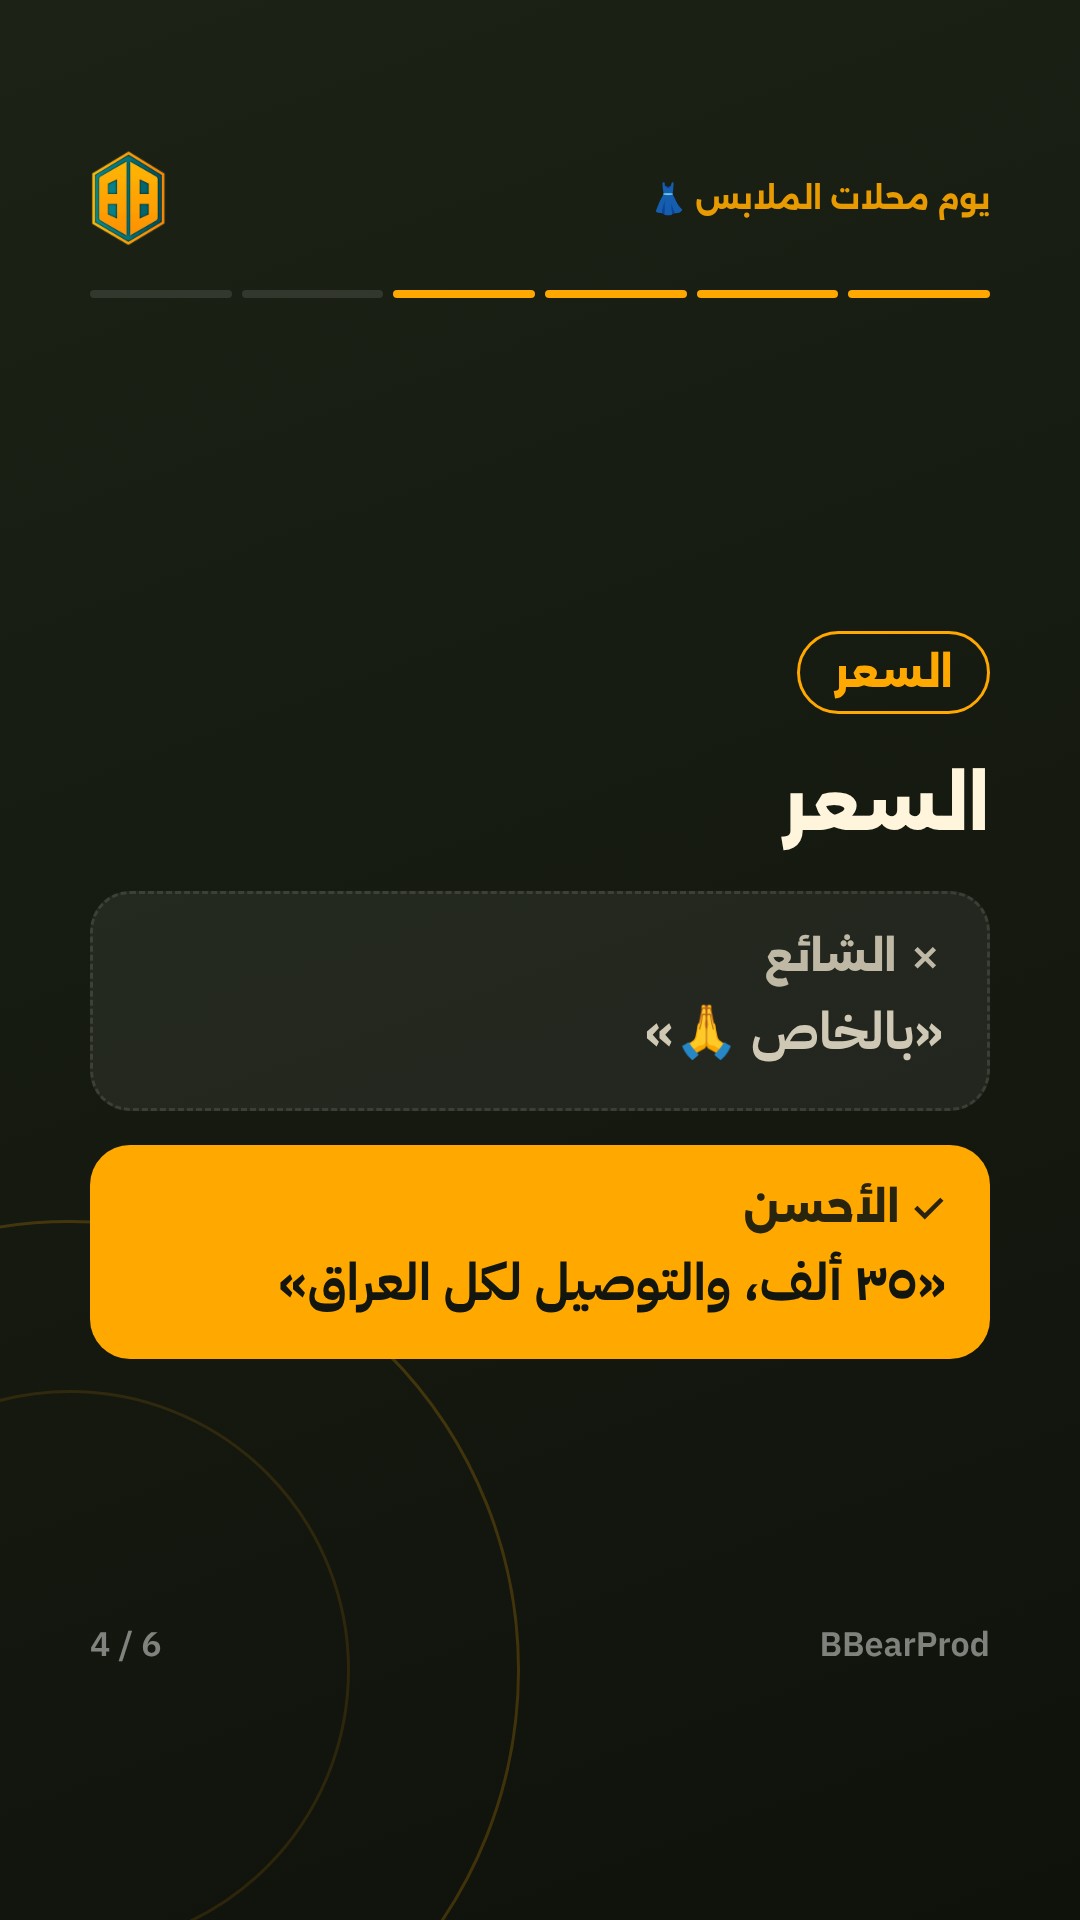 يوم محلات الملابس 👗
السعر
السعر
× الشائع
«بالخاص 🙏»
✓ الأحسن
«٣٥ ألف، والتوصيل لكل العراق»
BBearProd
4 / 6